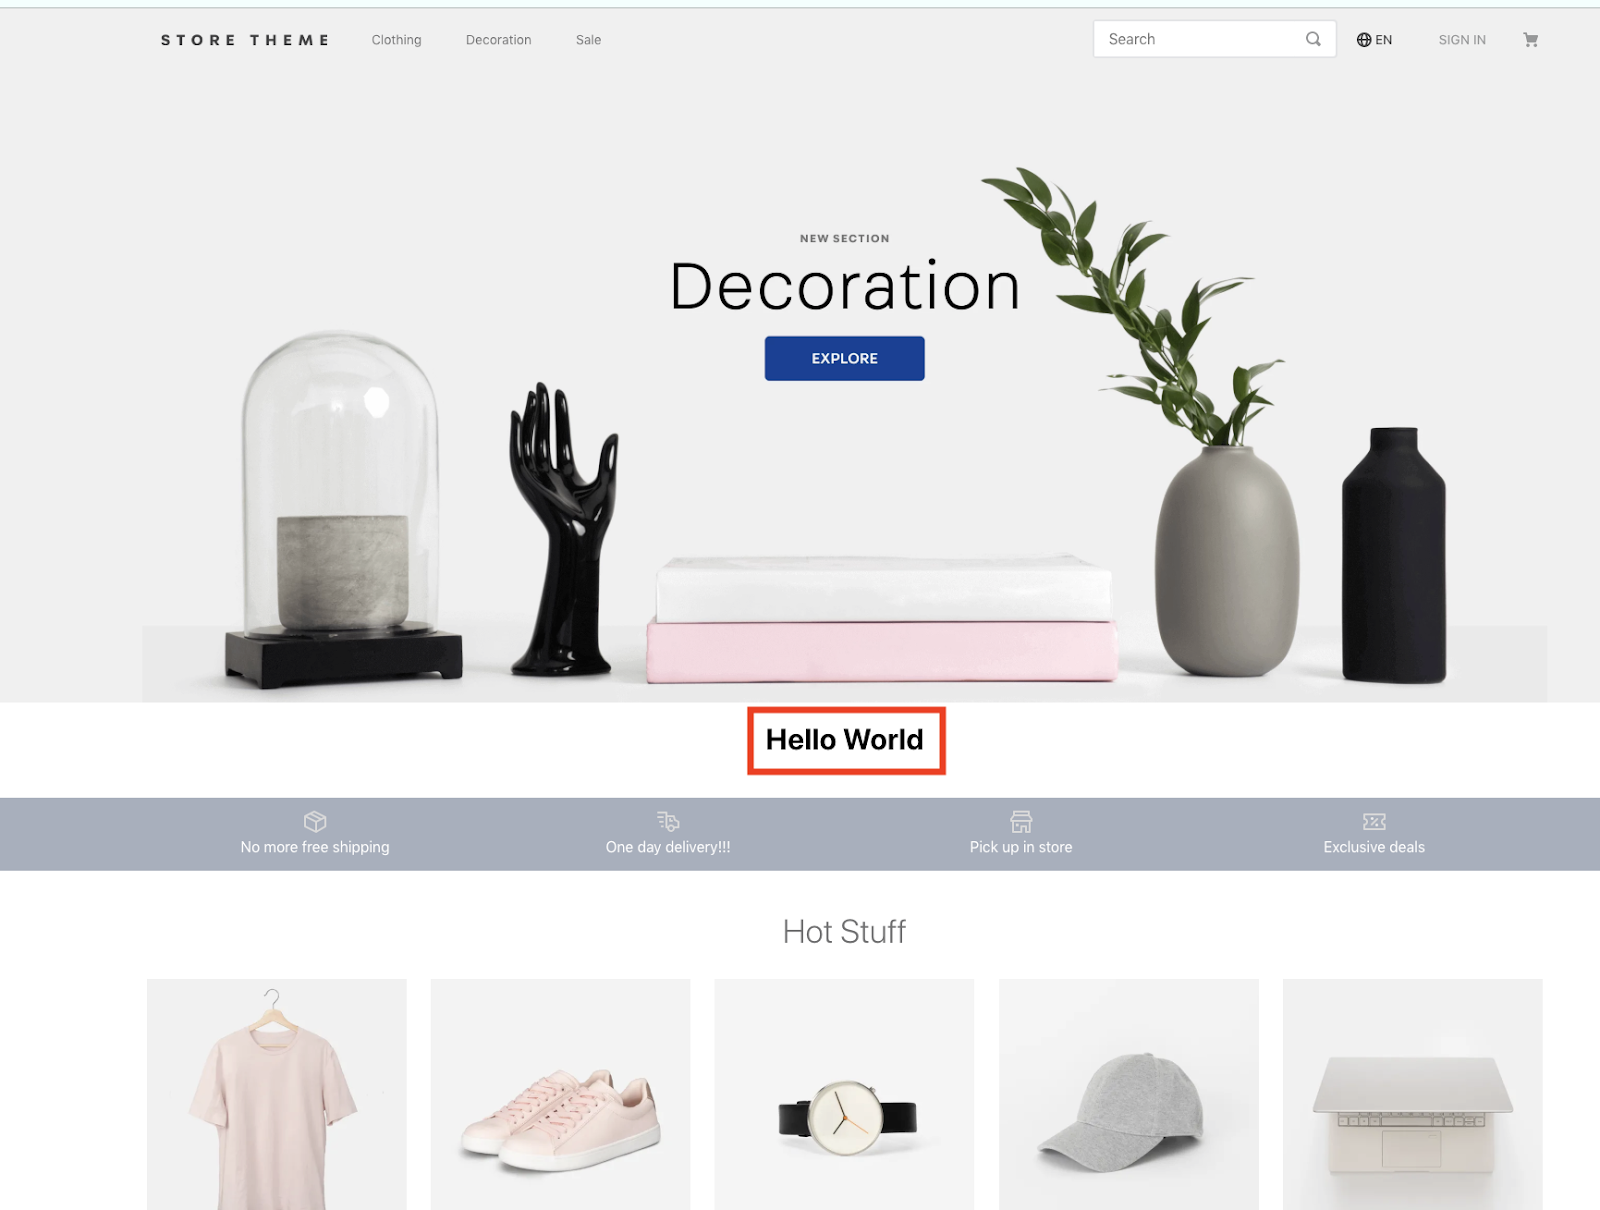 STORE THEME Clothing Decoration Sale Search EN SIGN IN
NEW SECTION
Decoration
EXPLORE
Hello World
No more free shipping One day delivery!!! Pick up in store Exclusive deals
Hot Stuff